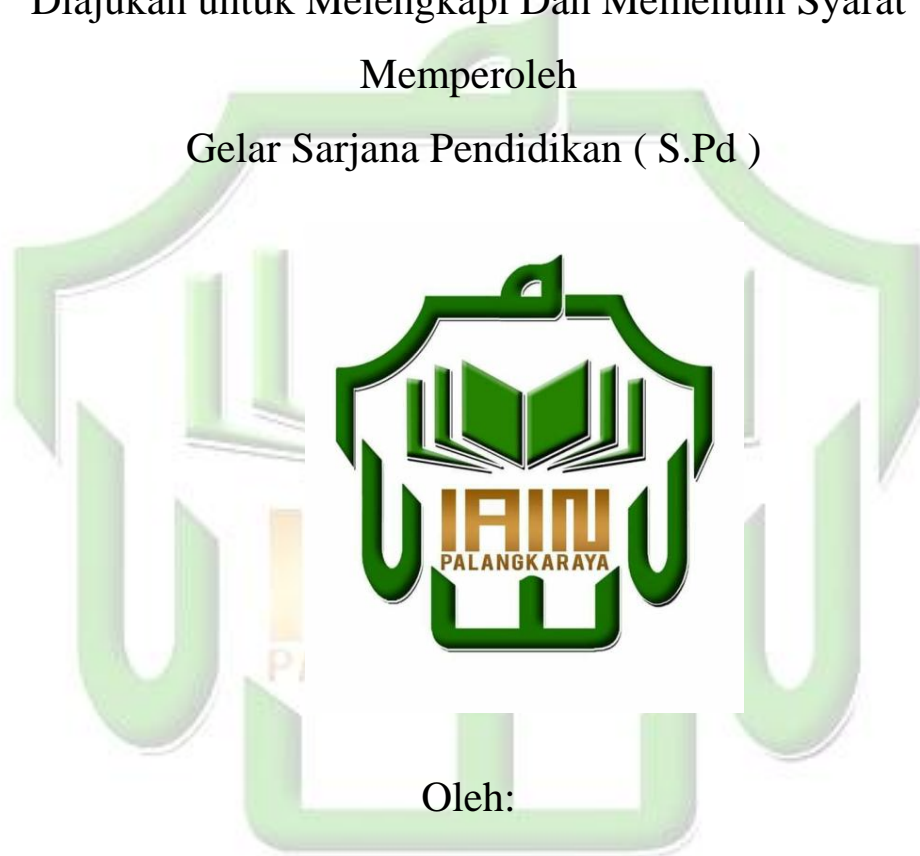 Diajukan untuk Melengkapi Dan Memenuhi Syarat
Memperoleh
Gelar Sarjana Pendidikan ( S.Pd )
IAIN
PALANGKARAYA
Oleh: